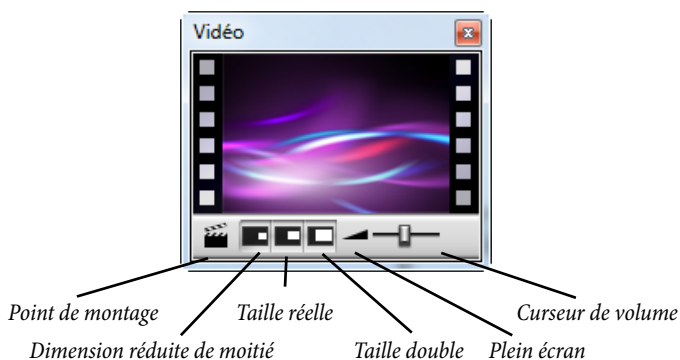 Vidéo
Point de montage
Taille réelle
Curseur de volume
Dimension réduite de moitié
Taille double
Plein écran